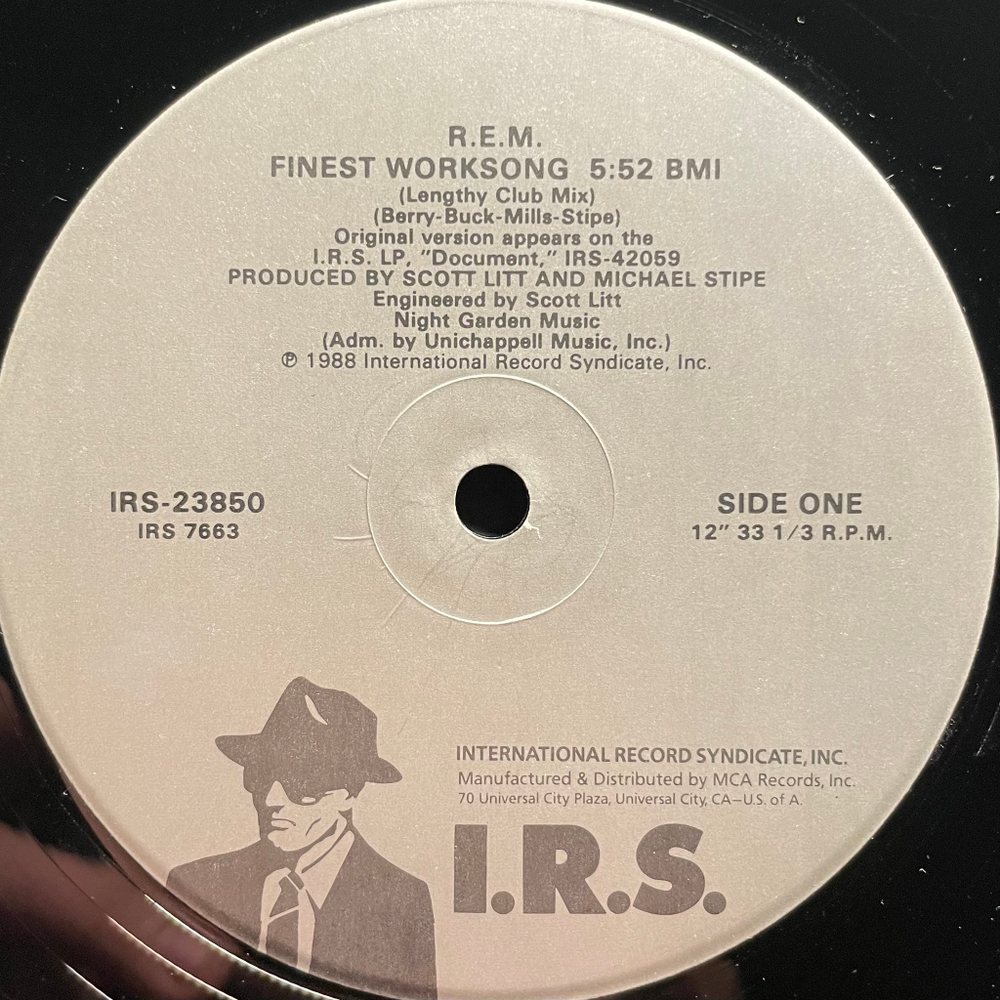 R.E.M.
FINEST WORKSONG 5:52 BMI
(Lengthy Club Mix)
(Berry-Buck-Mills-Stipe)
Original version appears on the
I.R.S. LP, "Document," IRS-42059
PRODUCED BY SCOTT LITT AND MICHAEL STIPE
Engineered by Scott Litt
Night Garden Music
(Adm. by Unichappell Music, Inc.)
℗ 1988 International Record Syndicate, Inc.
IRS-23850
IRS 7663
SIDE ONE
12" 33 1/3 R.P.M.
INTERNATIONAL RECORD SYNDICATE, INC.
Manufactured & Distributed by MCA Records, Inc.
70 Universal City Plaza, Universal City, CA—U.S. of A.
I.R.S.